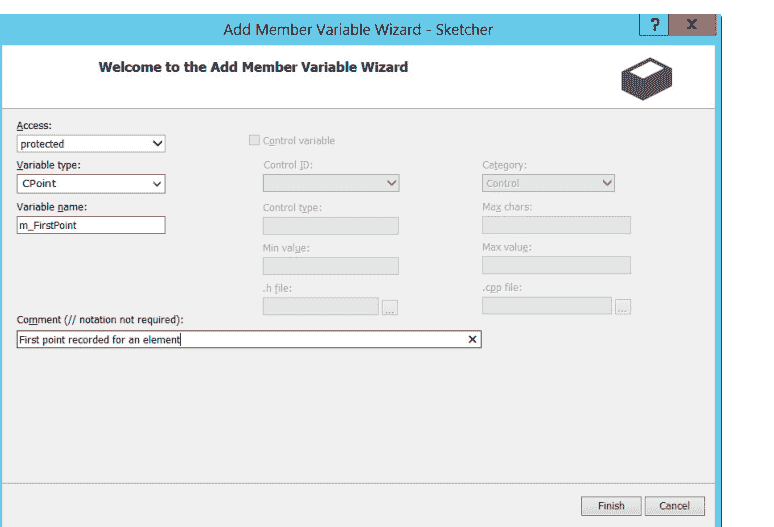 Add Member Variable Wizard - Sketcher
? x
Welcome to the Add Member Variable Wizard
Access:
protected
Control variable
Variable type:
Control ID:
Category:
CPoint
Control
Variable name:
Control type:
Max chars:
m_FirstPoint
Min value:
Max value:
.h file:
.cpp file:
...
...
Comment (// notation not required):
First point recorded for an element
Finish
Cancel